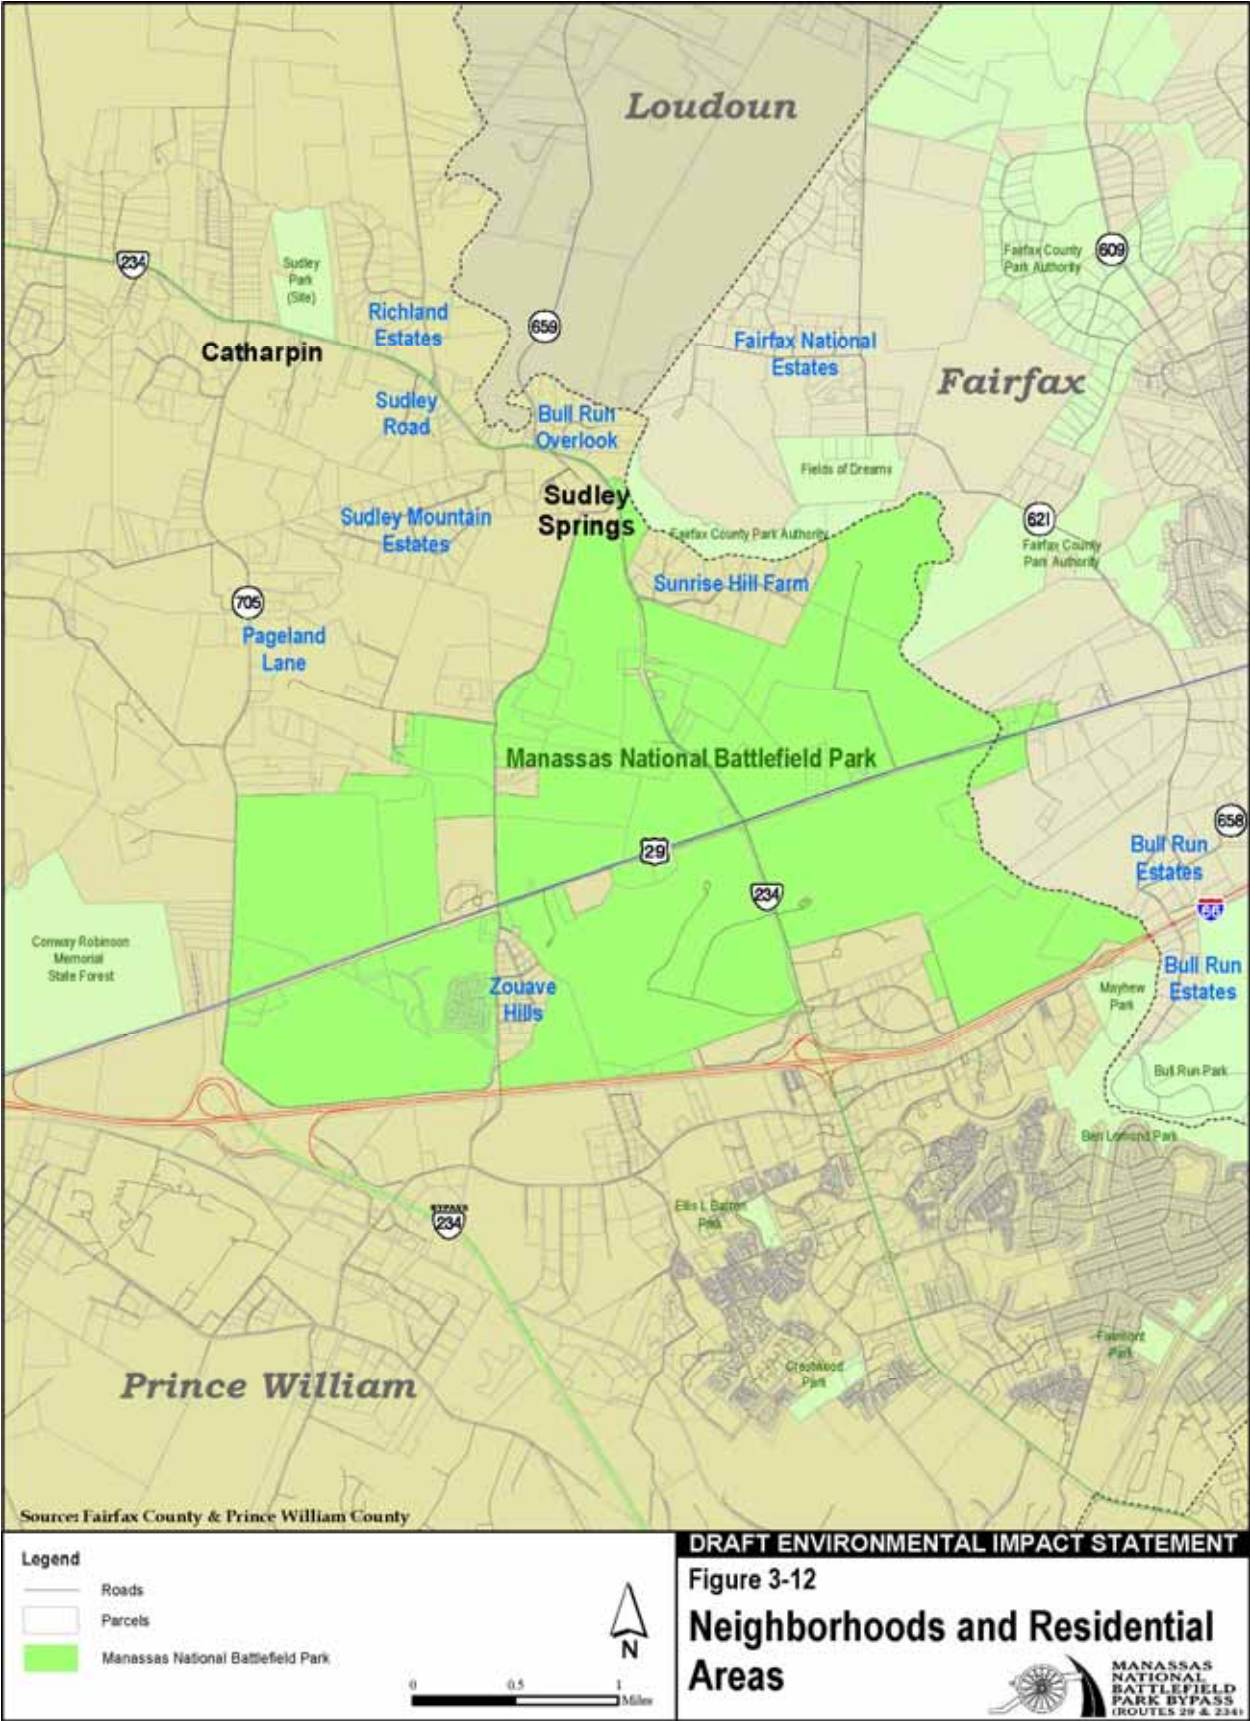 Loudoun
609
Fairfax County
Park Authority
234
Sudley
Park
(Site)
Richland
Estates
659
Fairfax National
Estates
Catharpin
Fairfax
Sudley
Road
Bull Run
Overlook
Fields of Dreams
Sudley
Springs
Sudley Mountain
Estates
621
Fairfax County Park Authority
Fairfax County
Park Authority
Sunrise Hill Farm
705
Pageland
Lane
Manassas National Battlefield Park
658
29
Bull Run
Estates
234
66
Conway Robinson
Memorial
State Forest
Zouave
Hills
Bull Run
Estates
Mayhew
Park
Bull Run Park
Ben Lomond Park
BYPASS
234
Ellis L Barron
Park
Fairmont
Park
Crestwood
Park
Prince William
Source: Fairfax County & Prince William County
Legend
Roads
Parcels
Manassas National Battlefield Park
N
0 0.5 1
Miles
DRAFT ENVIRONMENTAL IMPACT STATEMENT
Figure 3-12
Neighborhoods and Residential
Areas
MANASSAS
NATIONAL
BATTLEFIELD
PARK BYPASS
(ROUTES 29 & 234)